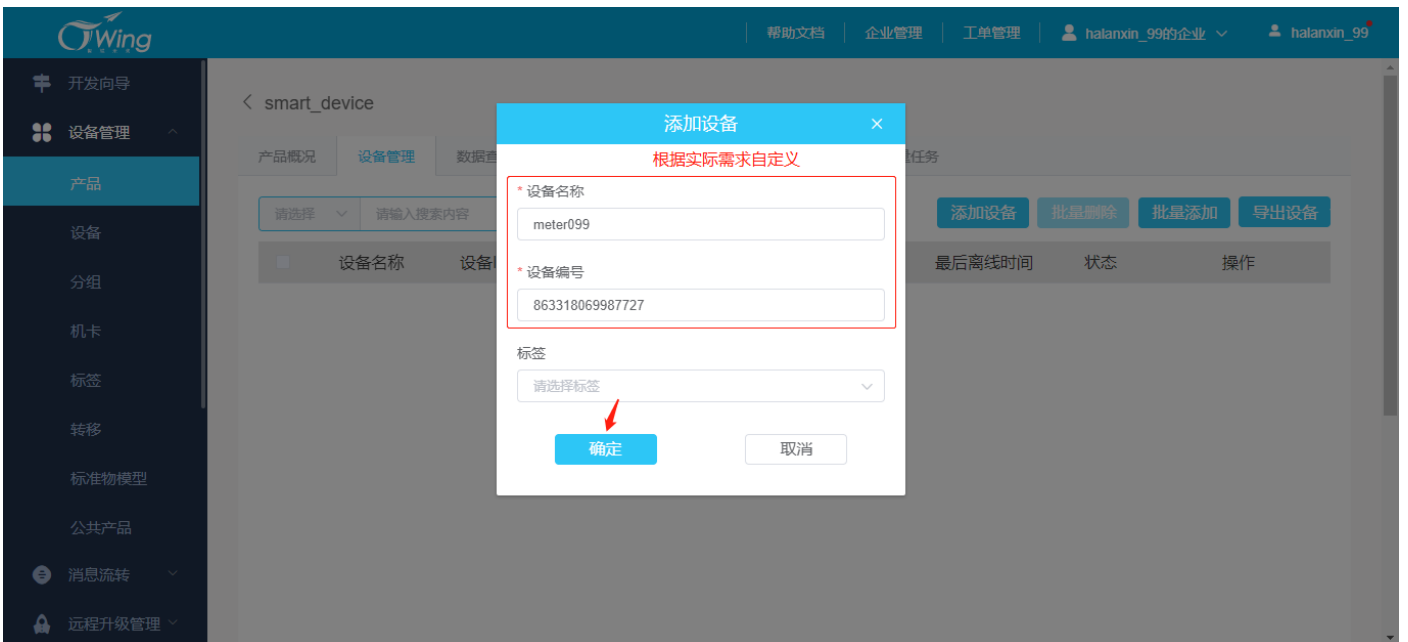 CTWing
帮助文档
企业管理
工单管理
halanxin_99的企业
halanxin_99
开发向导
设备管理
产品
设备
分组
机卡
标签
转移
标准物模型
公共产品
消息流转
远程升级管理
smart_device
产品概况
设备管理
数据查
任务
请选择
请输入搜索内容
添加设备
批量删除
批量添加
导出设备
设备名称
设备
最后离线时间
状态
操作
添加设备
根据实际需求自定义
* 设备名称
meter099
* 设备编号
863318069987727
标签
请选择标签
确定
取消